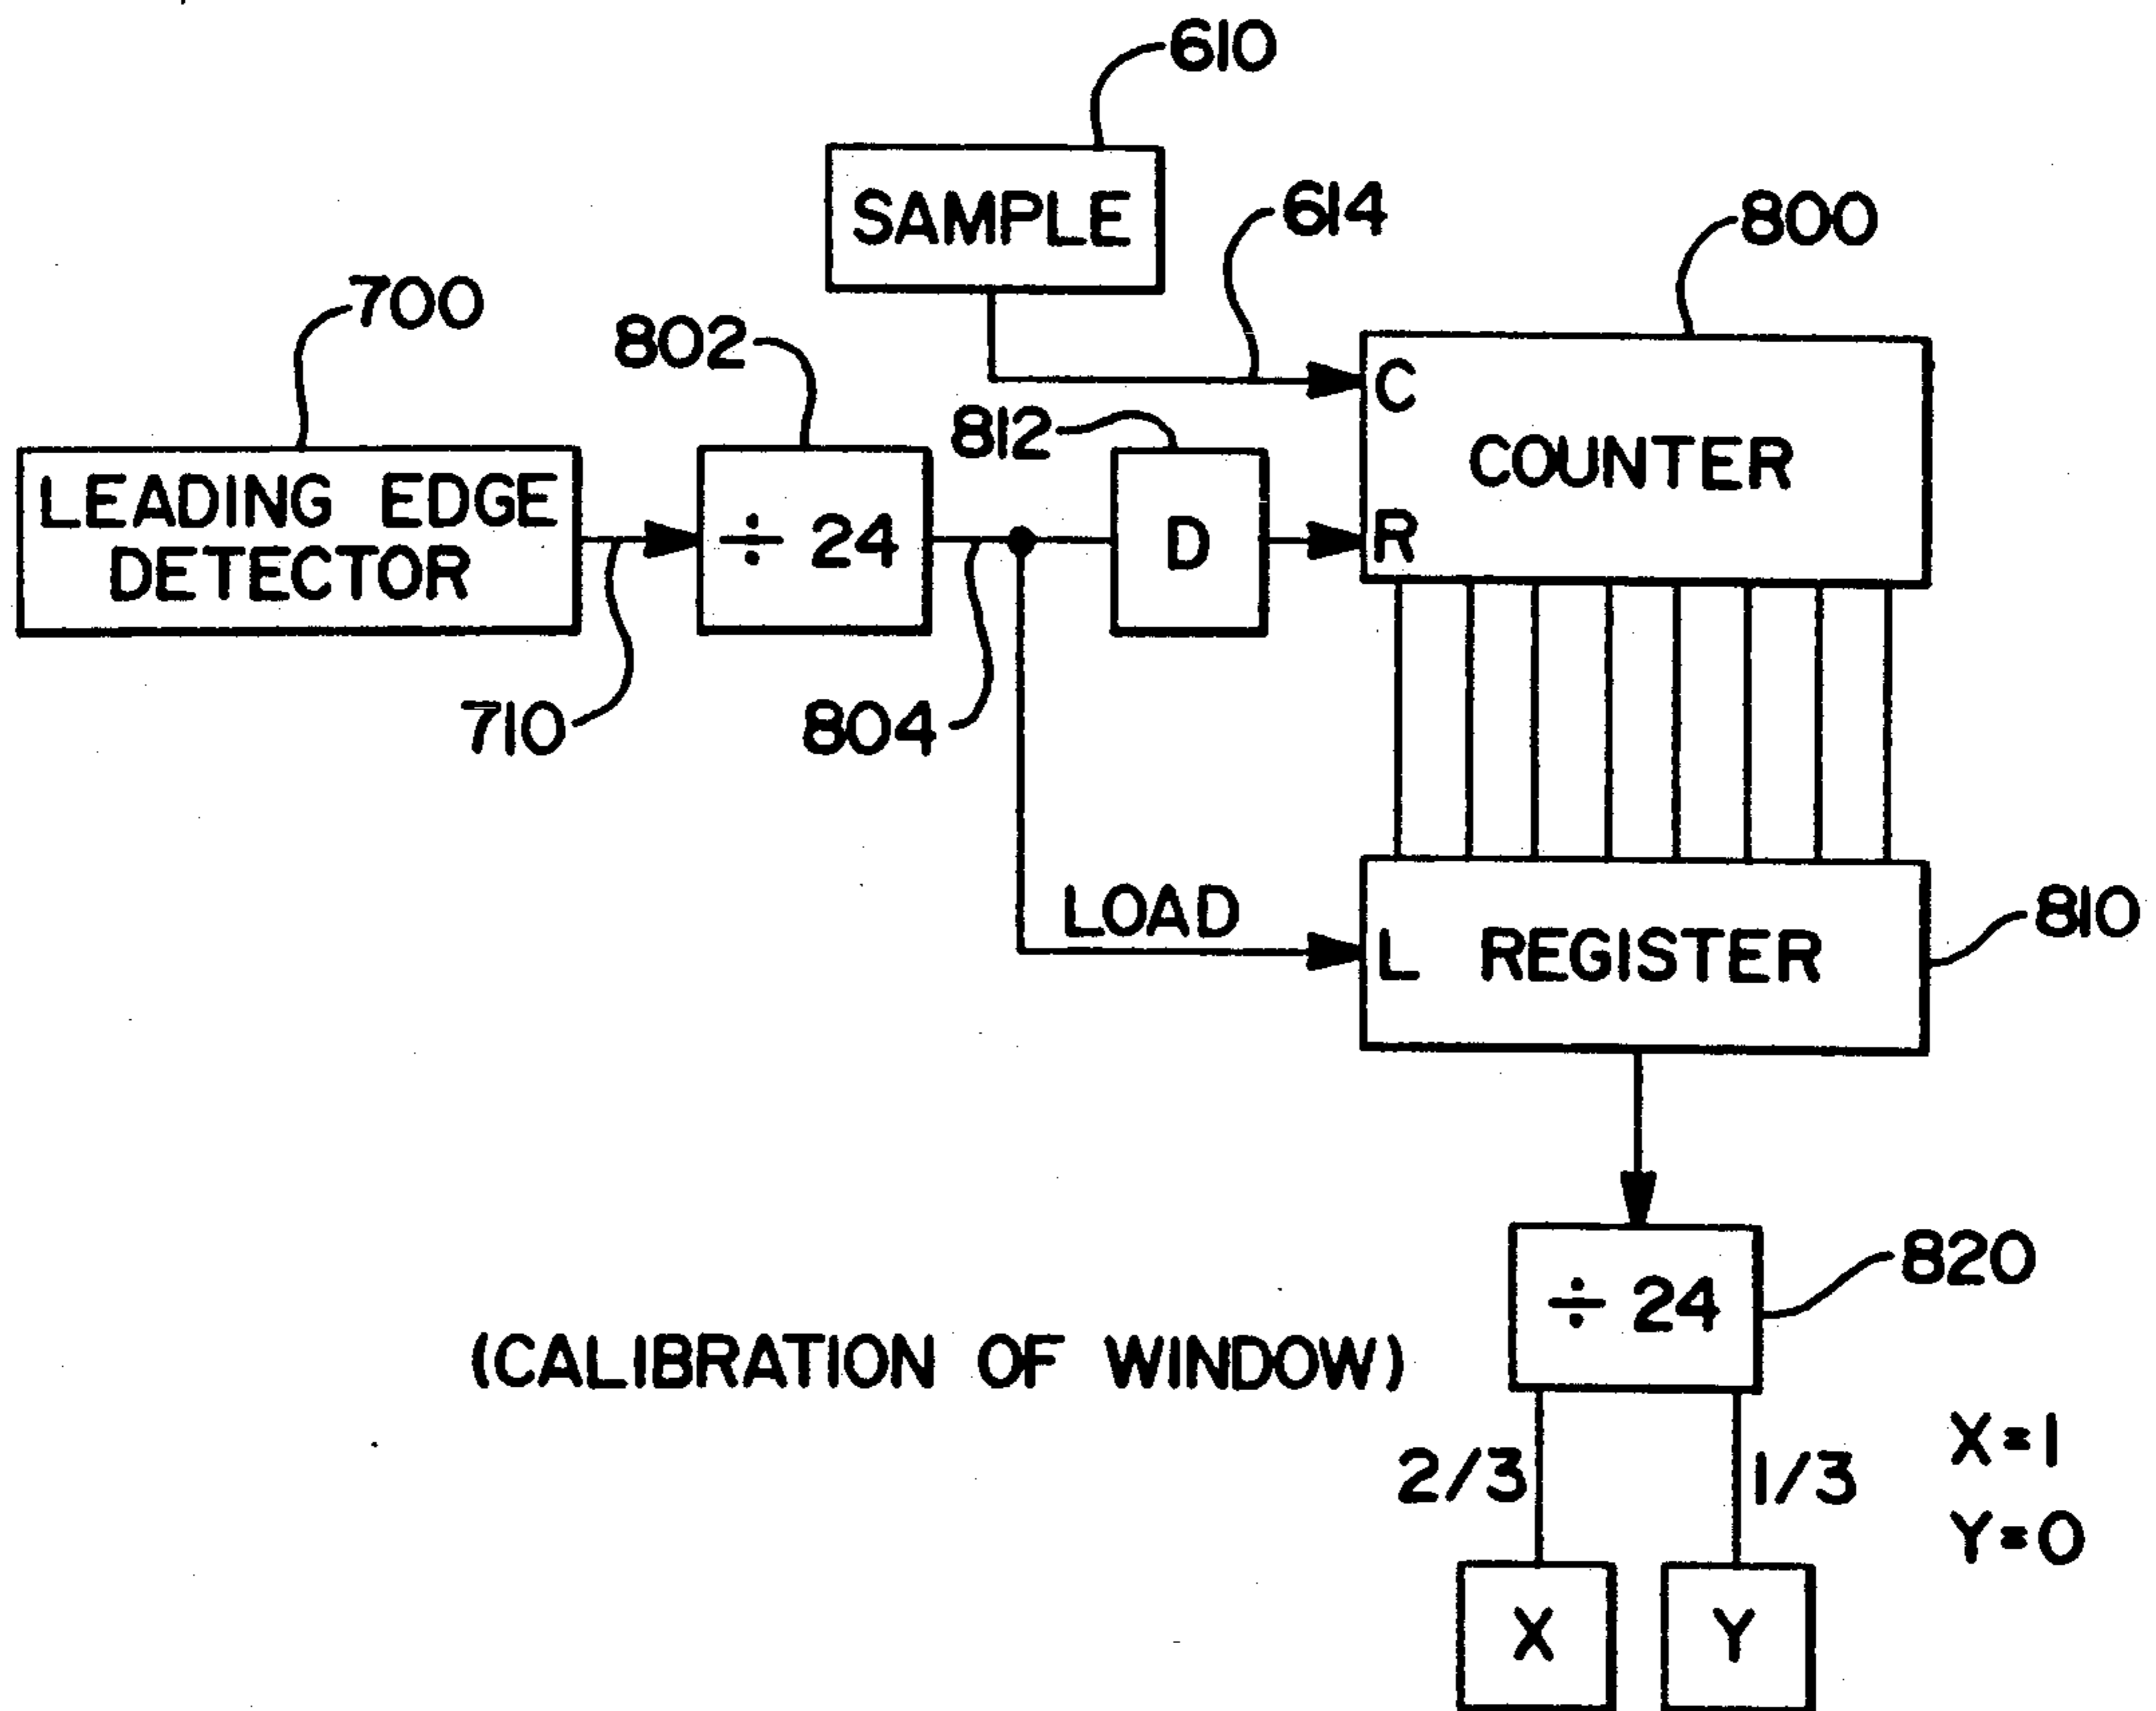 610
SAMPLE
614
800
700
802
812
C
COUNTER
R
LEADING EDGE
DETECTOR
÷ 24
D
710
804
LOAD
L REGISTER
810
÷ 24
820
(CALIBRATION OF WINDOW)
2/3
1/3
X=1
Y=0
X
Y